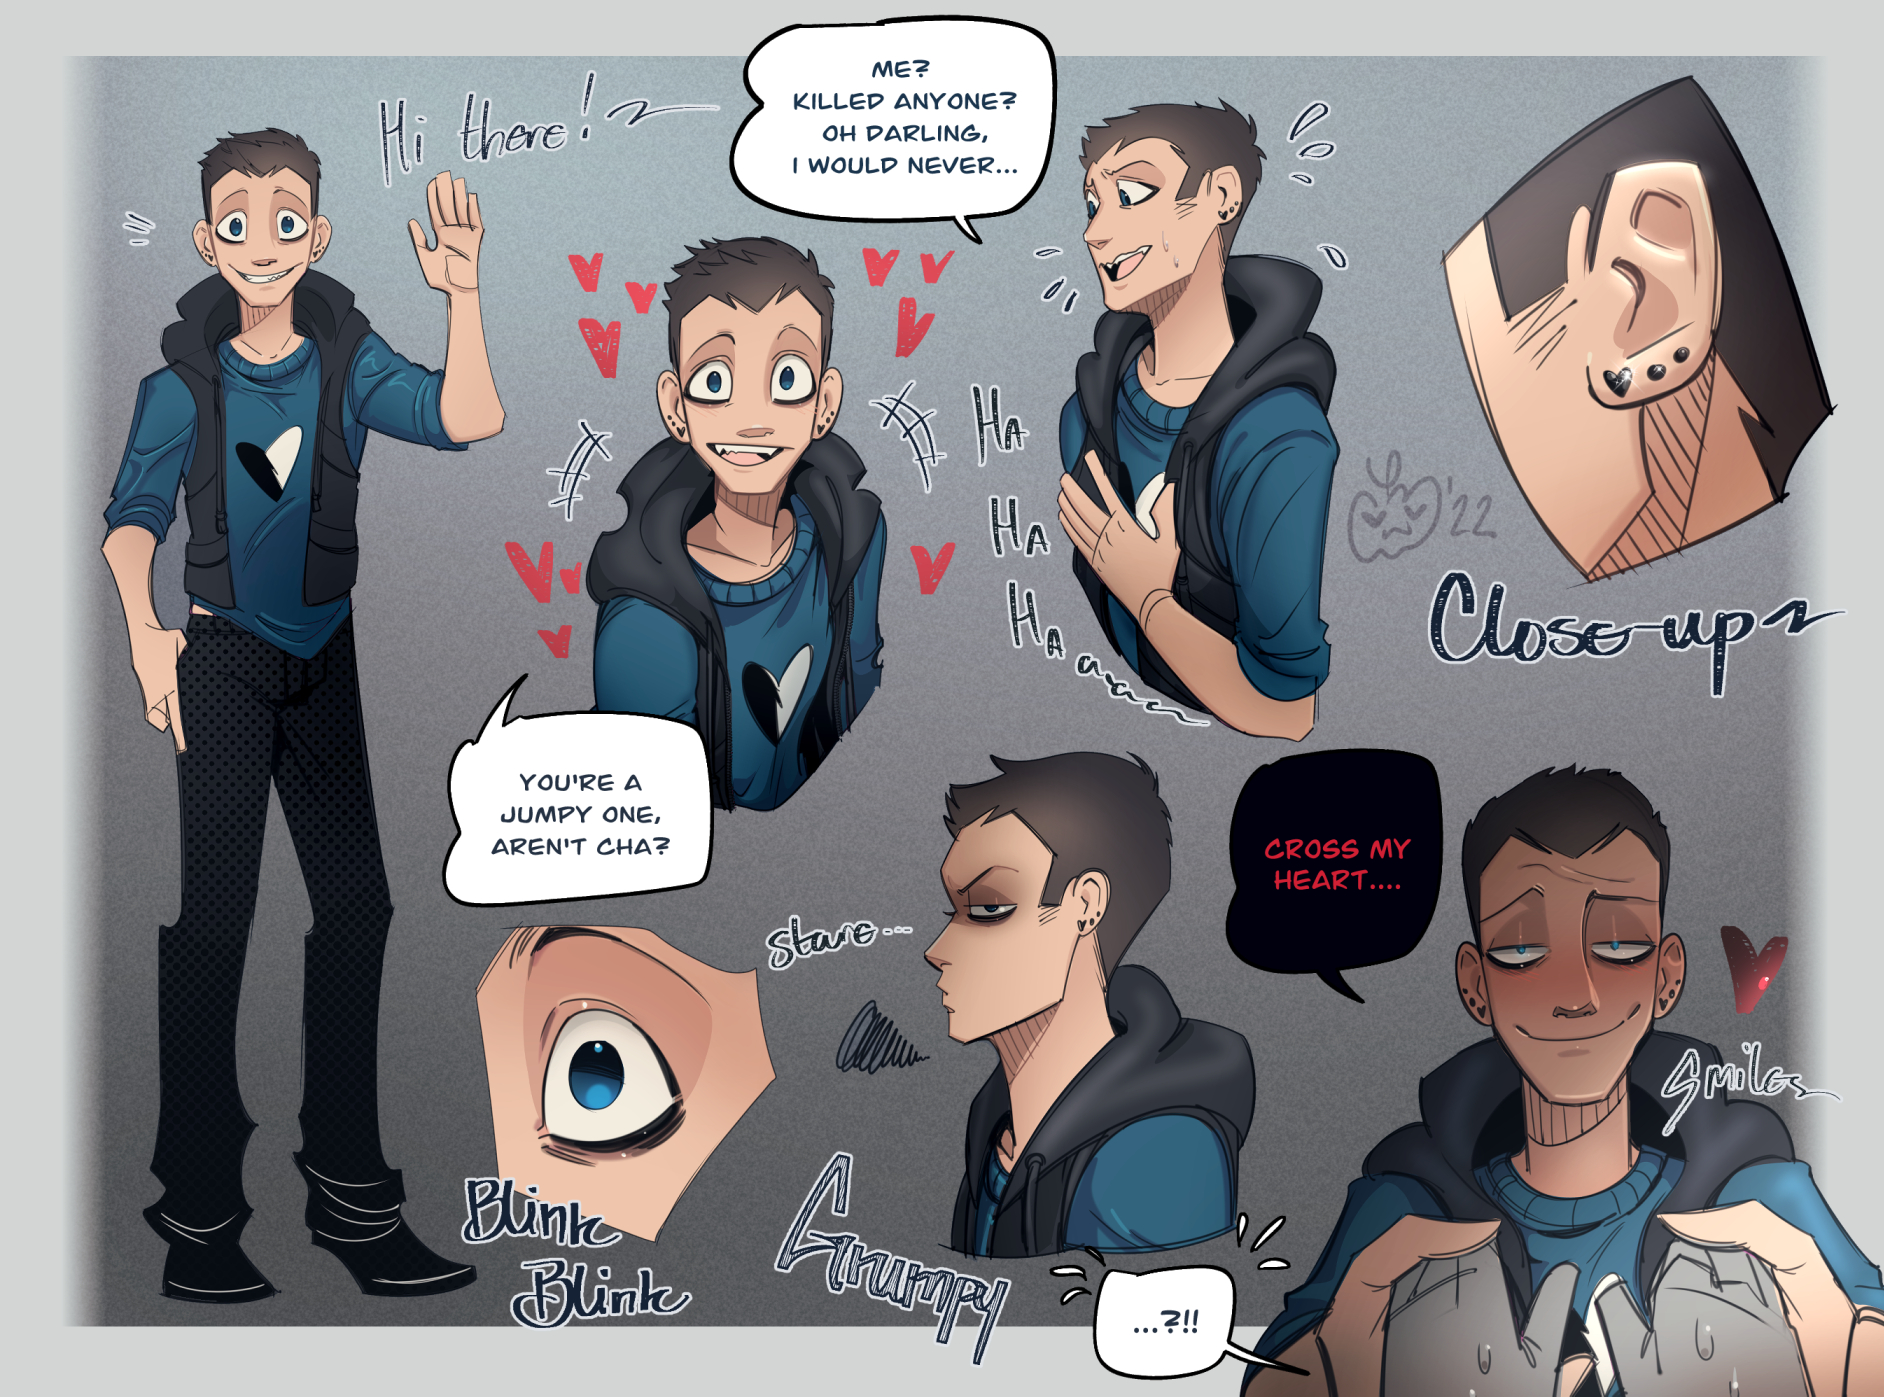 Hi there!
ME?
KILLED ANYONE?
OH DARLING,
I WOULD NEVER...
HA
HA
HA a a a a
'22
Close-up
YOU'RE A
JUMPY ONE,
AREN'T CHA?
stare...
CROSS MY
HEART....
Smiles
Blink
Blink
Grumpy
...?!!